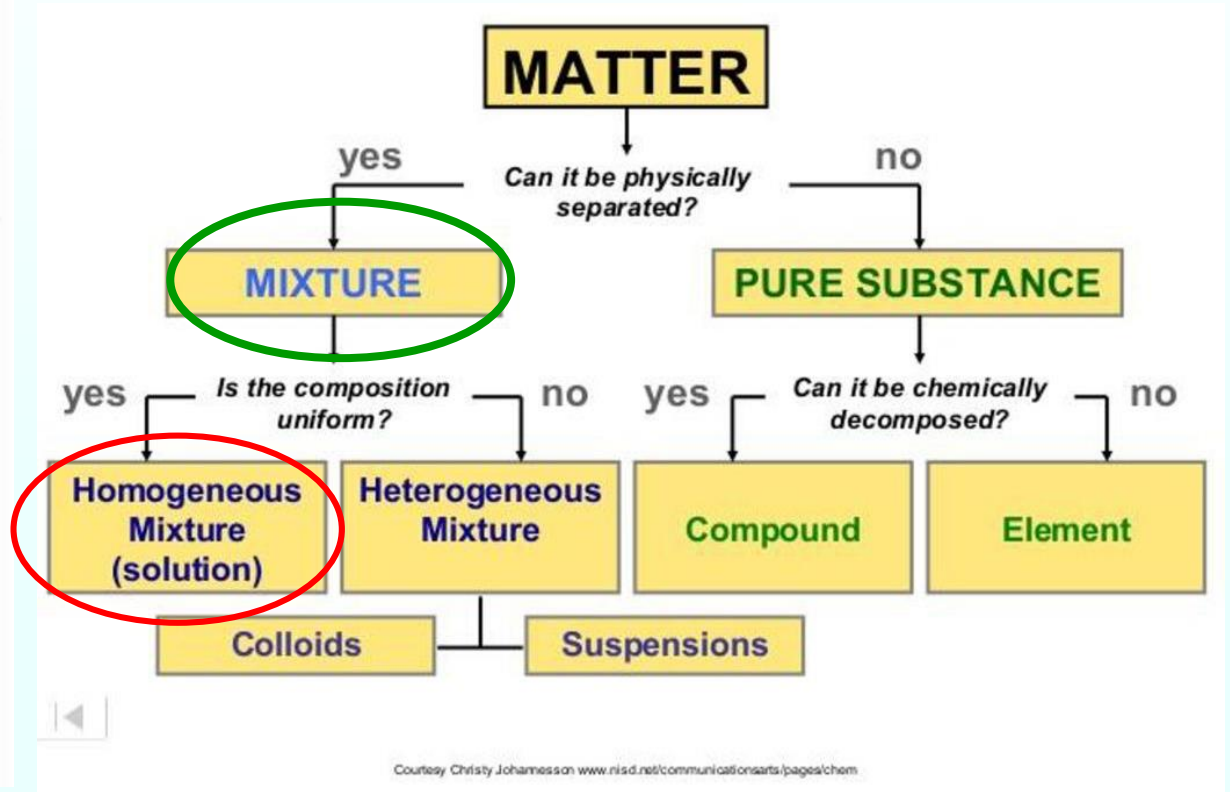 MATTER
yes
no
Can it be physically
separated?
MIXTURE
PURE SUBSTANCE
yes
Is the composition
uniform?
no
yes
Can it be chemically
decomposed?
no
Homogeneous
Mixture
(solution)
Heterogeneous
Mixture
Compound
Element
Colloids
Suspensions
Courtesy Christy Johannesson www.nisd.net/communicationsarts/pages/chem